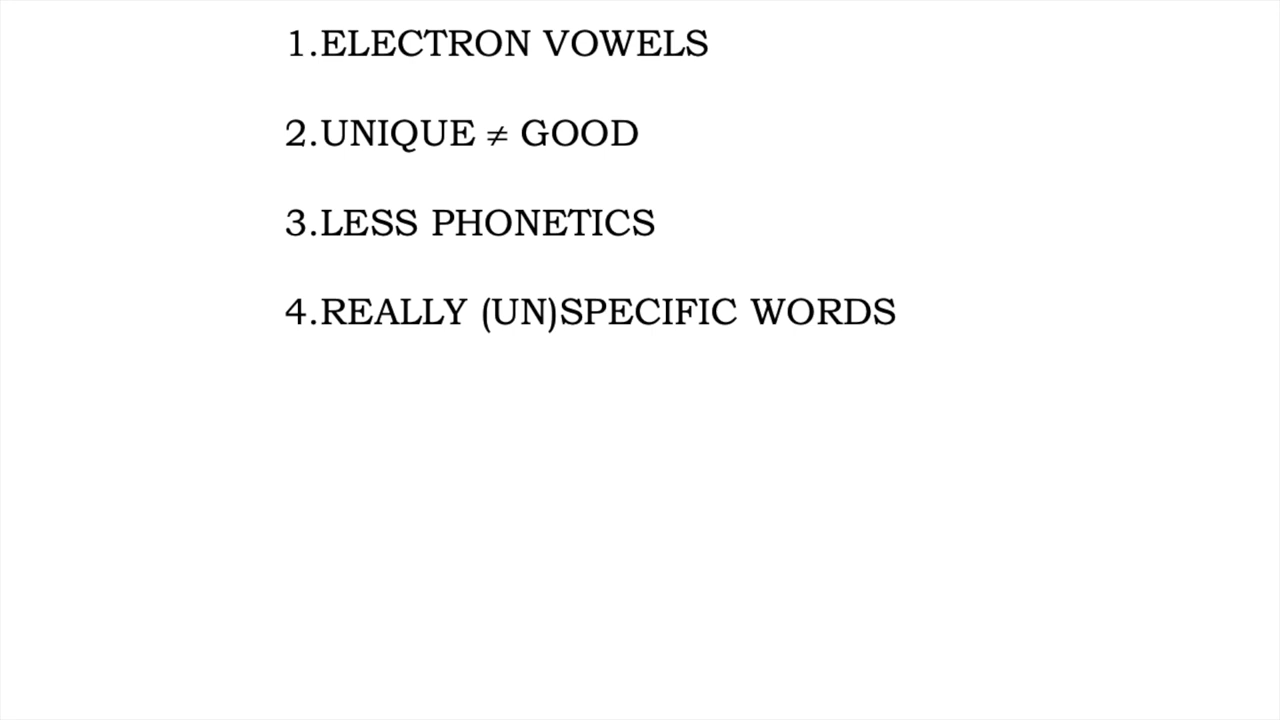 1.ELECTRON VOWELS
2.UNIQUE ≠ GOOD
3.LESS PHONETICS
4.REALLY (UN)SPECIFIC WORDS